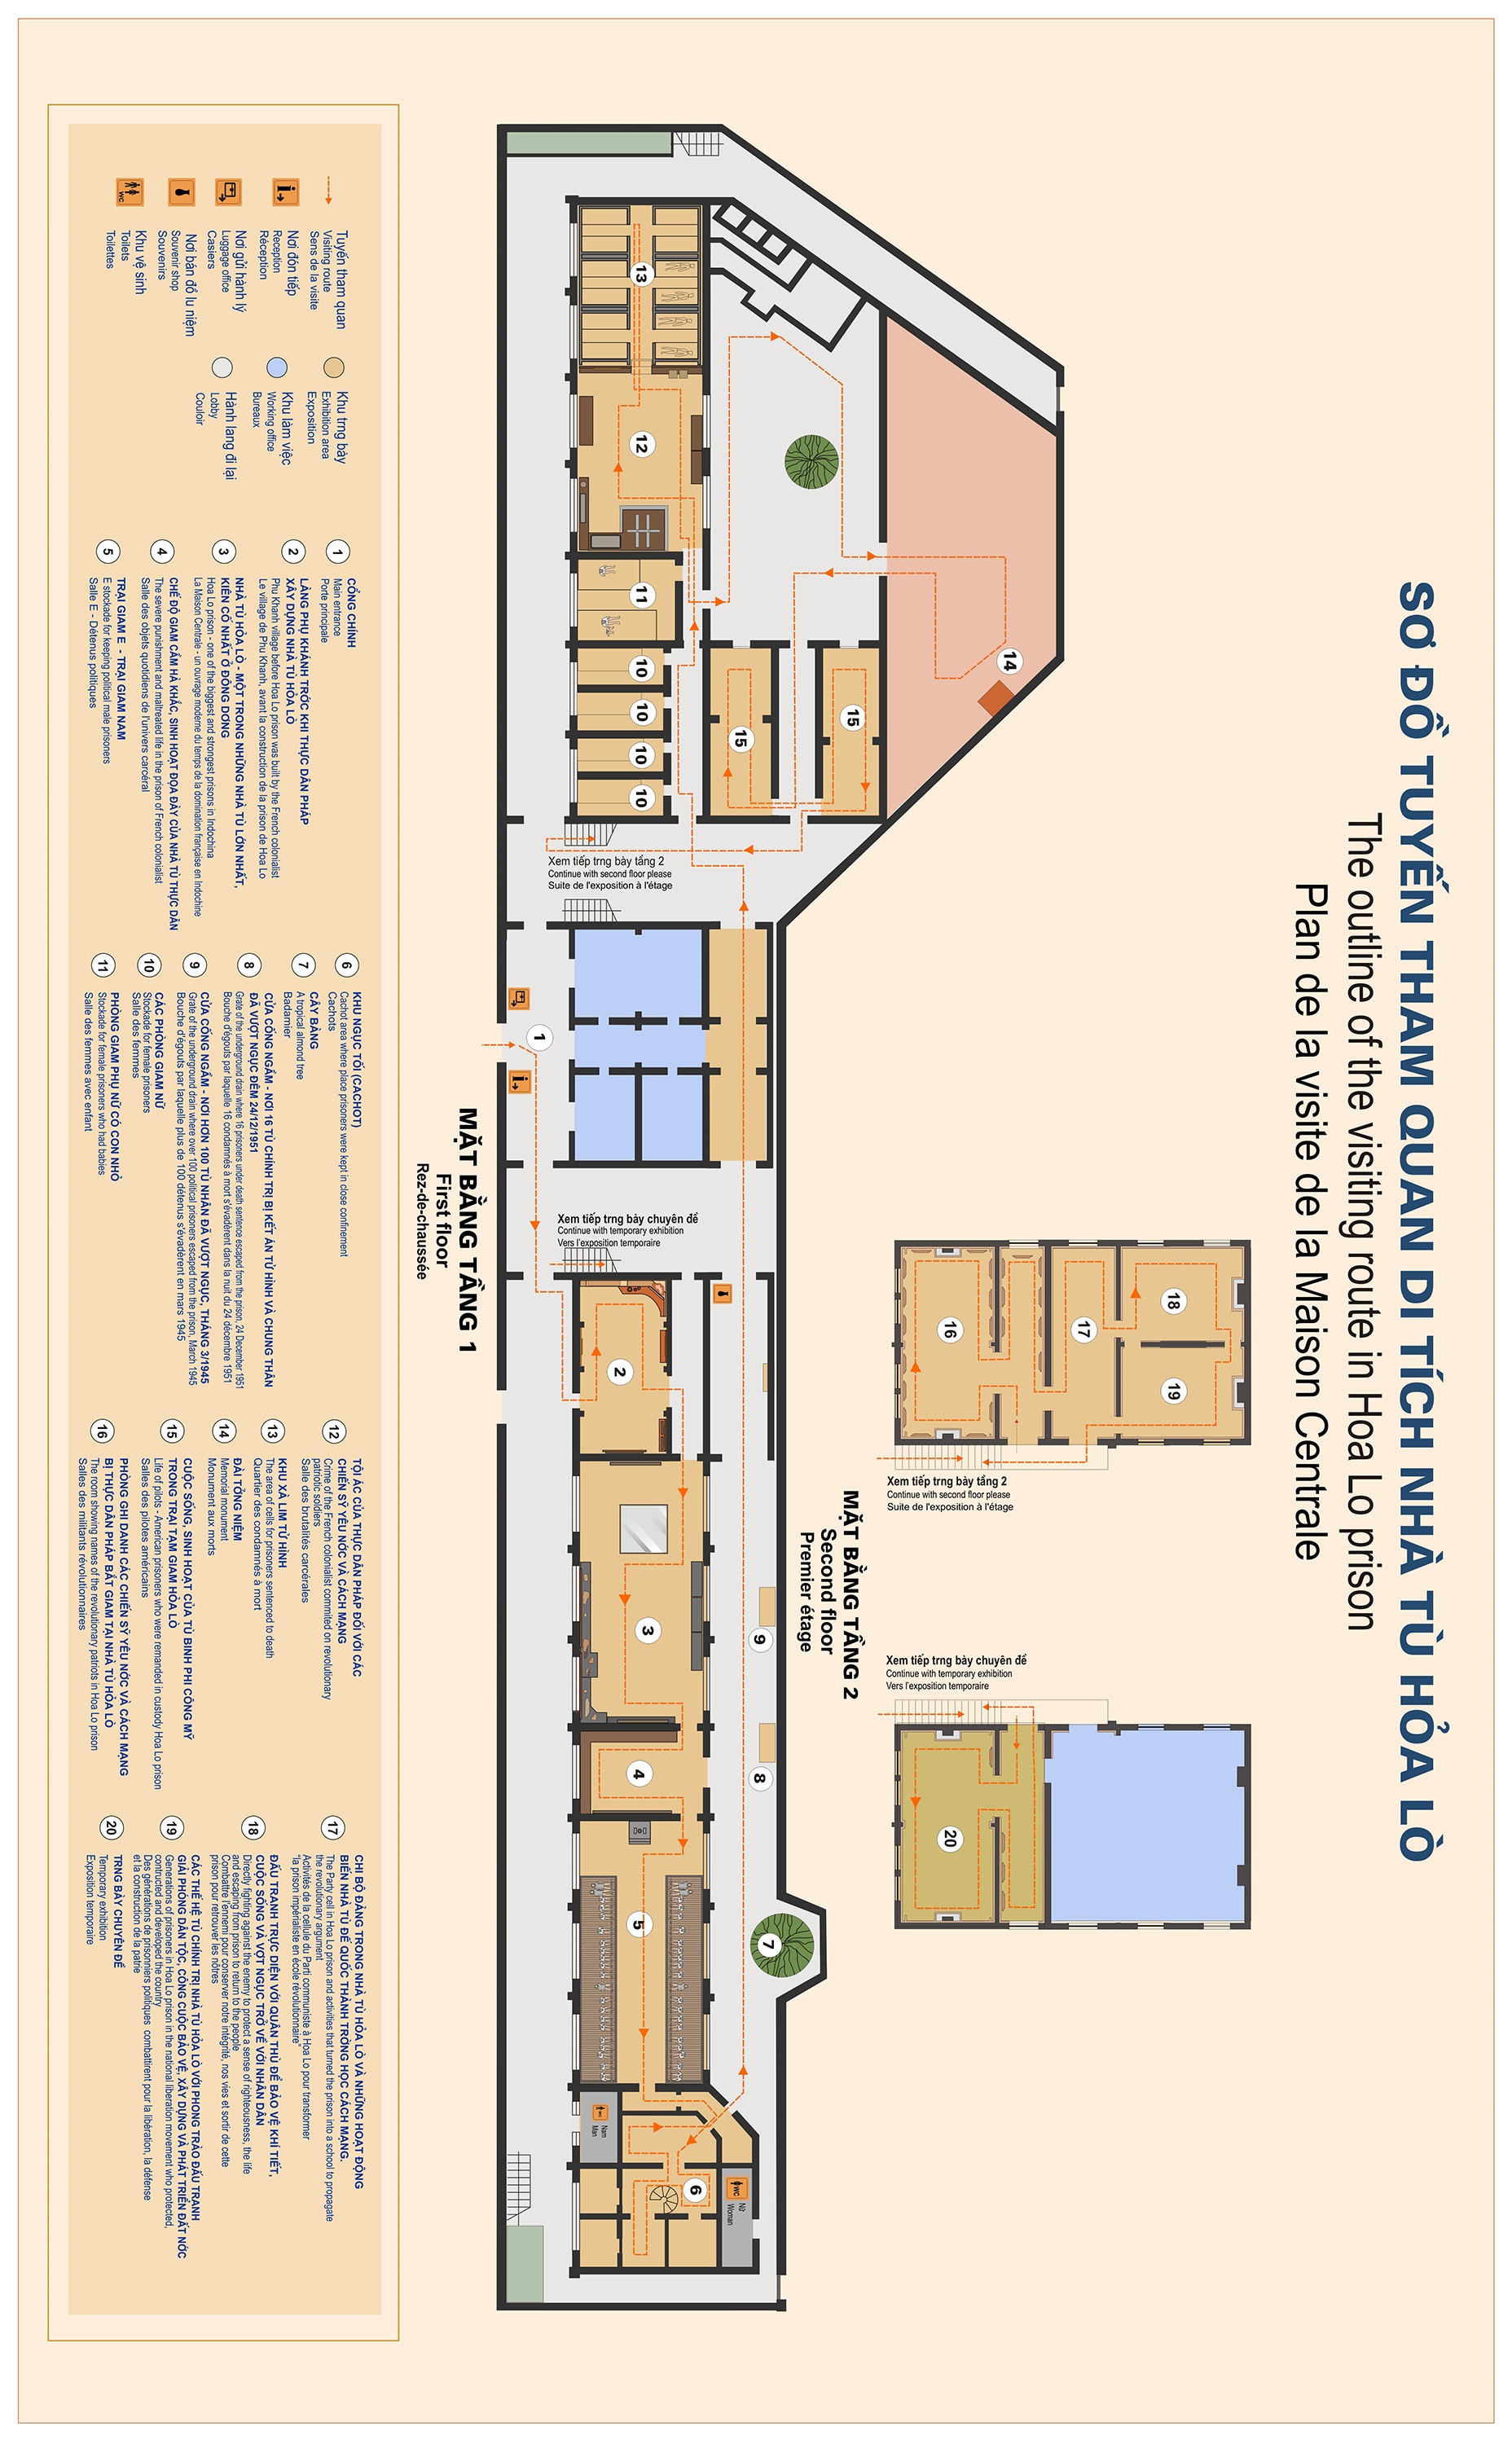 SƠ ĐỒ TUYẾN THAM QUAN DI TÍCH NHÀ TÙ HỎA LÒ
The outline of the visiting route in Hoa Lo prison
Plan de la visite de la Maison Centrale
Xem tiếp trng bày tầng 2
Continue with second floor please
Suite de l'exposition à l'étage
Xem tiếp trng bày chuyên đề
Continue with temporary exhibition
Vers l'exposition temporaire
16
17
18
19
20
MẶT BẰNG TẦNG 2
Second floor
Premier étage
14
15
15
13
12
11
10
10
10
10
Xem tiếp trng bày tầng 2
Continue with second floor please
Suite de l'exposition à l'étage
1
Xem tiếp trng bày chuyên đề
Continue with temporary exhibition
Vers l'exposition temporaire
2
3
4
5
6
7
8
9
Nam
Man
WC
Nữ
Woman
MẶT BẰNG TẦNG 1
First floor
Rez-de-chaussée
Tuyến tham quan
Visiting route
Sens de la visite
Nơi đón tiếp
Reception
Réception
Nơi gửi hành lý
Luggage office
Casiers
Nơi bán đồ lu niệm
Souvenir shop
Souvenirs
WC
Khu vệ sinh
Toilets
Toilettes
Khu trng bày
Exhibition area
Exposition
Khu làm việc
Working office
Bureaux
Hành lang đi lại
Lobby
Couloir
1 CỔNG CHÍNH
Main entrance
Porte principale
2 LÀNG PHỤ KHÁNH TRỚC KHI THỰC DÂN PHÁP
XÂY DỰNG NHÀ TÙ HỎA LÒ
Phu Khanh village before Hoa Lo prison was built by the French colonialist
Le village de Phu Khanh, avant la construction de la prison de Hoa Lo
3 NHÀ TÙ HỎA LÒ - MỘT TRONG NHỮNG NHÀ TÙ LỚN NHẤT,
KIÊN CỐ NHẤT Ở ĐÔNG DƠNG
Hoa Lo prison - one of the biggest and strongest prisons in Indochina
La Maison Centrale - un ouvrage moderne du temps de la domination française en Indochine
4 CHẾ ĐỘ GIAM CẦM HÀ KHẮC, SINH HOẠT ĐỌA ĐÀY CỦA NHÀ TÙ THỰC DÂN
The severe punishment and maltreated life in the prison of French colonialist
Salle des objets quotidiens de l'univers carcéral
5 TRẠI GIAM E - TRẠI GIAM NAM
E stockade for keeping political male prisoners
Salle E - Détenus politiques
6 KHU NGỤC TỐI (CACHOT)
Cachot area where place prisoners were kept in close confinement
Cachots
7 CÂY BÀNG
A tropical almond tree
Badamier
8 CỬA CỐNG NGẦM - NƠI 16 TÙ CHÍNH TRỊ BỊ KẾT ÁN TỬ HÌNH VÀ CHUNG THÂN
ĐÃ VƯỢT NGỤC ĐÊM 24/12/1951
Grate of the underground drain where 16 prisoners under death sentence escaped from the prison, 24 December 1951
Bouche d'égouts par laquelle 16 condamnés à mort s'évadèrent dans la nuit du 24 décembre 1951
9 CỬA CỐNG NGẦM - NƠI HƠN 100 TÙ NHÂN ĐÃ VƯỢT NGỤC, THÁNG 3/1945
Grate of the underground drain where over 100 political prisoners escaped from the prison, March 1945
Bouche d'égouts par laquelle plus de 100 détenus s'évadèrent en mars 1945
10 CÁC PHÒNG GIAM NỮ
Stockade for female prisoners
Salle des femmes
11 PHÒNG GIAM PHỤ NỮ CÓ CON NHỎ
Stockade for female prisoners who had babies
Salle des femmes avec enfant
12 TỘI ÁC CỦA THỰC DÂN PHÁP ĐỐI VỚI CÁC
CHIẾN SỸ YÊU NỚC VÀ CÁCH MẠNG
Crime of the French colonialist commited on revolutionary
patriotic soldiers
Salle des brutalités carcérales
13 KHU XÀ LIM TỬ HÌNH
The area of cells for prisoners sentenced to death
Quartier des condamnés à mort
14 ĐÀI TỞNG NIỆM
Memorial monument
Monument aux morts
15 CUỘC SỐNG, SINH HOẠT CỦA TÙ BINH PHI CÔNG MỸ
TRONG TRẠI TẠM GIAM HỎA LÒ
Life of pilots - American prisoners who were remanded in custody Hoa Lo prison
Salles des pilotes américains
16 PHÒNG GHI DANH CÁC CHIẾN SỸ YÊU NỚC VÀ CÁCH MẠNG
BỊ THỰC DÂN PHÁP BẮT GIAM TẠI NHÀ TÙ HỎA LÒ
The room showing names of the revolutionary patriots in Hoa Lo prison
Salles des militants révolutionnaires
17 CHI BỘ ĐẢNG TRONG NHÀ TÙ HỎA LÒ VÀ NHỮNG HOẠT ĐỘNG
BIẾN NHÀ TÙ ĐẾ QUỐC THÀNH TRỜNG HỌC CÁCH MẠNG.
The Party cell in Hoa Lo prison and activities that turned the prison into a school to propagate
the revolutionary argument
Activités de la cellule du Parti communiste à Hoa Lo pour transformer
"la prison impérialiste en école révolutionnaire"
18 ĐẤU TRANH TRỰC DIỆN VỚI QUÂN THÙ ĐỂ BẢO VỆ KHÍ TIẾT,
CUỘC SỐNG VÀ VỢT NGỤC TRỞ VỀ VỚI NHÂN DÂN
Directly fighting against the enemy to protect a sense of righteousness, the life
and escaping from prison to return to the people
Combattre l'ennemi pour conserver notre intégrité, nos vies et sortir de cette
prison pour retrouver les nôtres
19 CÁC THẾ HỆ TÙ CHÍNH TRỊ NHÀ TÙ HỎA LÒ VỚI PHONG TRÀO ĐẤU TRANH
GIẢI PHÓNG DÂN TỘC, CÔNG CUỘC BẢO VỆ, XÂY DỰNG VÀ PHÁT TRIỂN ĐẤT NỚC
Generations of prisoners in Hoa Lo prison in the national liberation movement who protected,
contructed and developed the country
Des générations de prisonniers politiques combattirent pour la libération, la défense
et la construction de la patrie
20 TRNG BÀY CHUYÊN ĐỀ
Temporary exhibition
Exposition temporaire